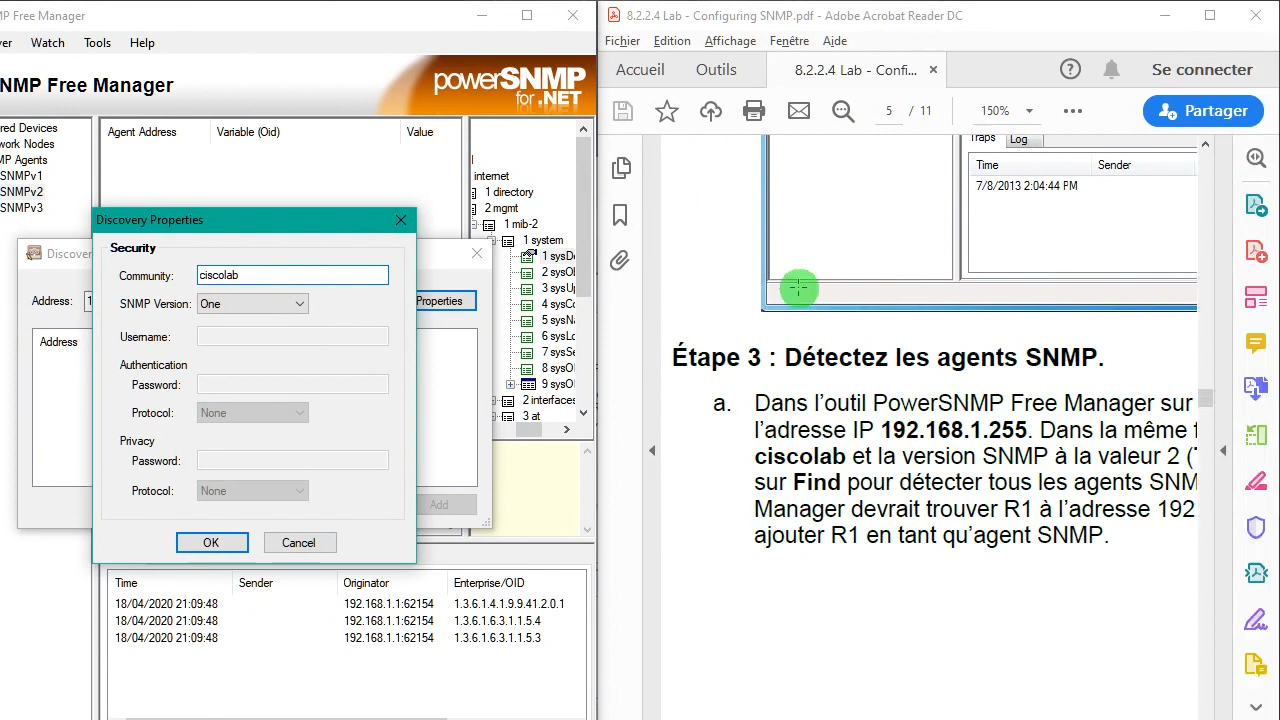 MP Free Manager
ver Watch Tools Help
NMP Free Manager
powerSNMP
for .NET
red Devices
work Nodes
MP Agents
SNMPv1
SNMPv2
SNMPv3
Agent Address Variable (Oid) Value
internet
1 directory
2 mgmt
1 mib-2
1 system
1 sysDe
2 sysOl
3 sysU
4 sysCo
5 sysNa
6 sysLo
7 sysSe
8 sysO
9 sysOl
2 interfaces
3 at
Discover
Address: 1
Properties
Address
Add
Discovery Properties
Security
Community: ciscolab
SNMP Version: One
Username:
Authentication
Password:
Protocol: None
Privacy
Password:
Protocol: None
OK Cancel
Time Sender Originator Enterprise/OID
18/04/2020 21:09:48 192.168.1.1:62154 1.3.6.1.4.1.9.9.41.2.0.1
18/04/2020 21:09:48 192.168.1.1:62154 1.3.6.1.6.3.1.1.5.4
18/04/2020 21:09:48 192.168.1.1:62154 1.3.6.1.6.3.1.1.5.3
8.2.2.4 Lab - Configuring SNMP.pdf - Adobe Acrobat Reader DC
Fichier Edition Affichage Fenêtre Aide
Accueil Outils 8.2.2.4 Lab - Confi... Se connecter
5 / 11 150% Partager
Traps Log
Time Sender
7/8/2013 2:04:44 PM
Étape 3 : Détectez les agents SNMP.
a. Dans l’outil PowerSNMP Free Manager sur
l’adresse IP 192.168.1.255. Dans la même f
ciscolab et la version SNMP à la valeur 2 (
sur Find pour détecter tous les agents SNM
Manager devrait trouver R1 à l’adresse 192
ajouter R1 en tant qu’agent SNMP.